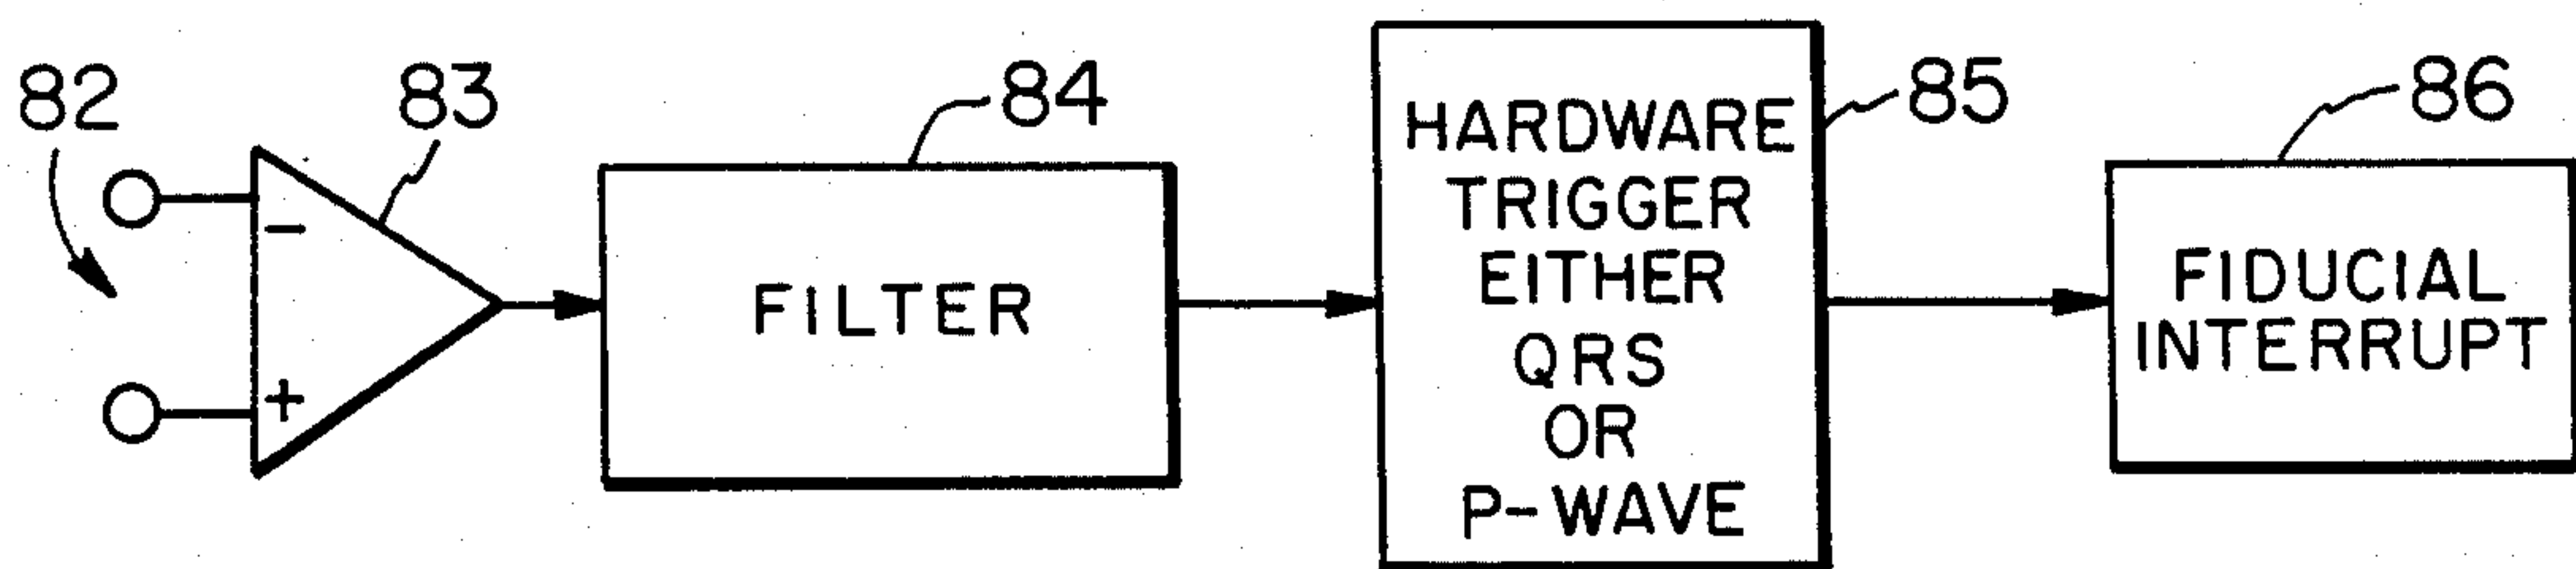 82
83
84
85
86
-
+
FILTER
HARDWARE
TRIGGER
EITHER
QRS
OR
P-WAVE
FIDUCIAL
INTERRUPT